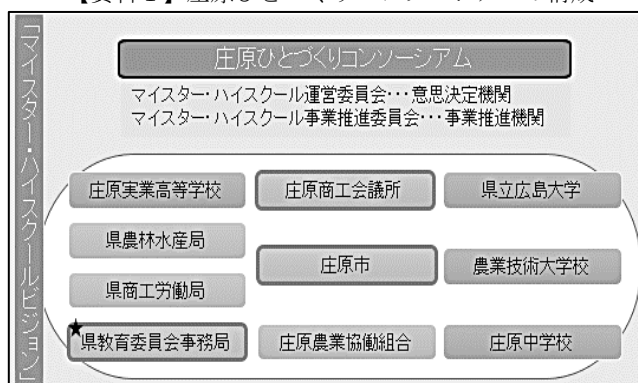 庄原ひとづくりコンソーシアム
マイスター・ハイスクール運営委員会･･･意思決定機関
マイスター・ハイスクール事業推進委員会･･･事業推進機関
「マイスター・ハイスクールビジョン」
庄原実業高等学校
庄原商工会議所
県立広島大学
県農林水産局
庄原市
農業技術大学校
県商工労働局
★県教育委員会事務局
庄原農業協働組合
庄原中学校